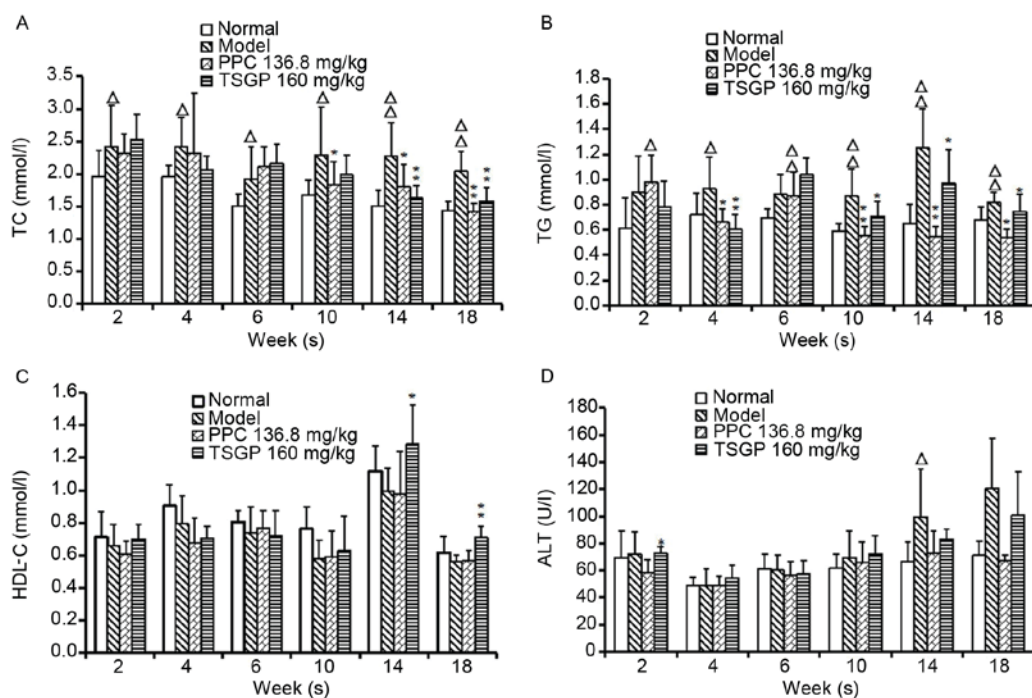 A
Normal
Model
PPC 136.8 mg/kg
TSGP 160 mg/kg
TC (mmol/l)
3.5
3.0
2.5
2.0
1.5
1.0
0.5
0.0
Δ Δ Δ Δ Δ Δ Δ Δ
* * ** ** **
2 4 6 10 14 18
Week (s)
B
Normal
Model
PPC 136.8 mg/kg
TSGP 160 mg/kg
TG (mmol/l)
1.8
1.6
1.4
1.2
1.0
0.8
0.6
0.4
0.2
0.0
Δ Δ Δ Δ Δ Δ Δ Δ Δ Δ
* ** ** * ** * * *
2 4 6 10 14 18
Week (s)
C
Normal
Model
PPC 136.8 mg/kg
TSGP 160 mg/kg
HDL-C (mmol/l)
1.6
1.4
1.2
1.0
0.8
0.6
0.4
0.2
0.0
* **
2 4 6 10 14 18
Week (s)
D
Normal
Model
PPC 136.8 mg/kg
TSGP 160 mg/kg
ALT (U/l)
180
160
140
120
100
80
60
40
20
0
* Δ
2 4 6 10 14 18
Week (s)